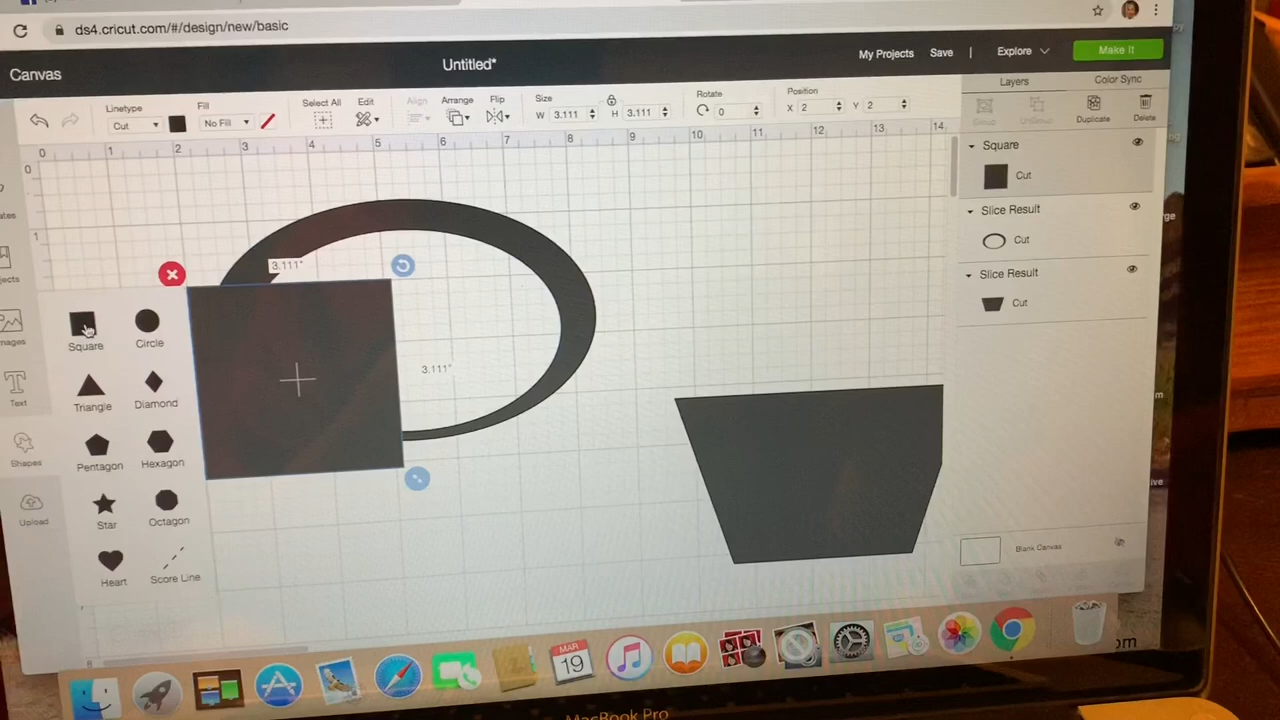 ds4.cricut.com/#/design/new/basic
Canvas
Untitled*
My Projects
Save
|
Explore
Make It
Linetype
Cut
Fill
No Fill
Select All
Edit
Align
Arrange
Flip
Size
W 3.111
H 3.111
Rotate
0
Position
X 2
Y 2
Layers
Color Sync
Group
UnGroup
Duplicate
Delete
0 1 2 3 4 5 6 7 8 9 10 11 12 13 14
0
1
8
3.111"
3.111"
Square
Cut
Slice Result
Cut
Slice Result
Cut
Blank Canvas
Square
Circle
Triangle
Diamond
Pentagon
Hexagon
Star
Octagon
Heart
Score Line
Text
Shapes
Upload
MAR
19
MacBook Pro